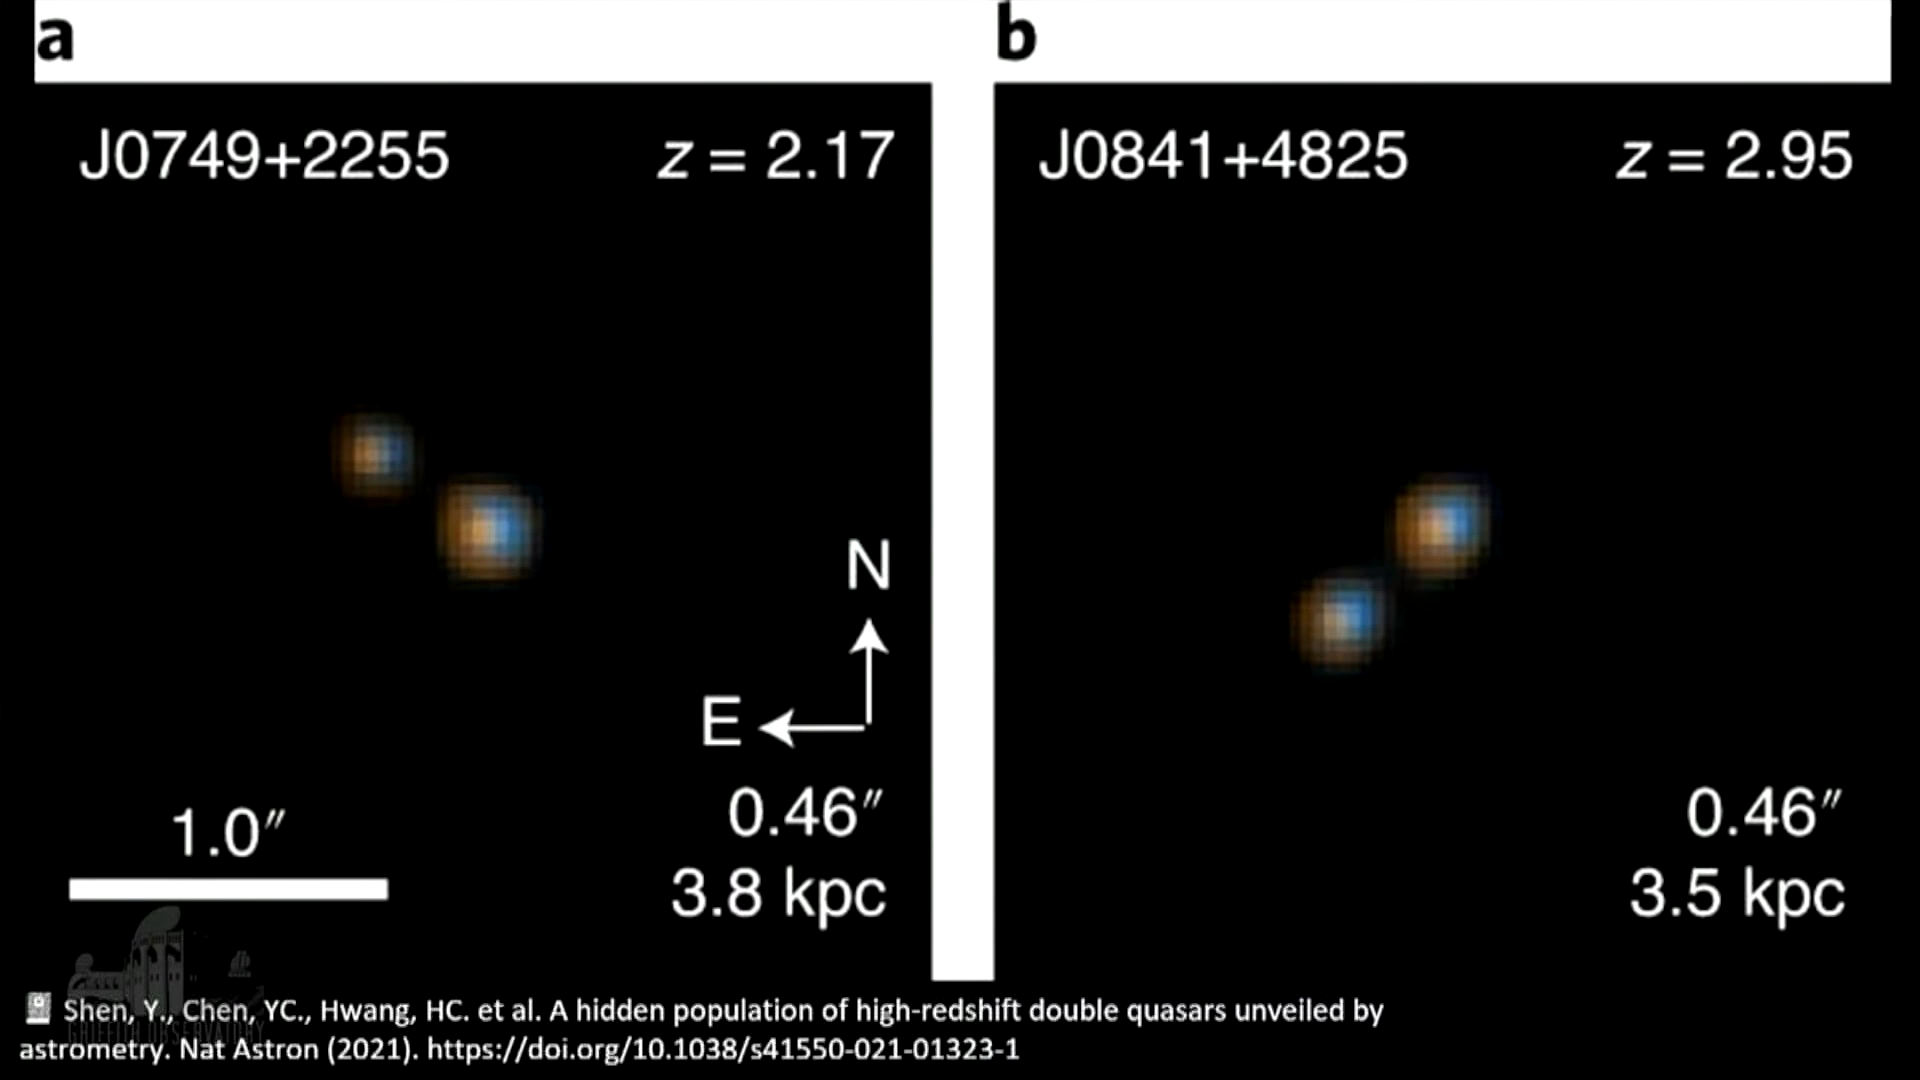 a
b
J0749+2255 z = 2.17
J0841+4825 z = 2.95
N
E
1.0″
0.46″
3.8 kpc
0.46″
3.5 kpc
Shen, Y., Chen, YC., Hwang, HC. et al. A hidden population of high-redshift double quasars unveiled by
astrometry. Nat Astron (2021). https://doi.org/10.1038/s41550-021-01323-1
GRIFFITH OBSERVATORY